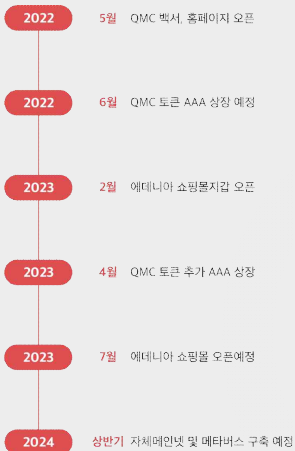 2022 5월 QMC 백서, 홈페이지 오픈
2022 6월 QMC 토큰 AAA 상장 예정
2023 2월 에데니아 쇼핑몰지갑 오픈
2023 4월 QMC 토큰 추가 AAA 상장
2023 7월 에데니아 쇼핑몰 오픈예정
2024 상반기 자체메인넷 및 메타버스 구축 예정